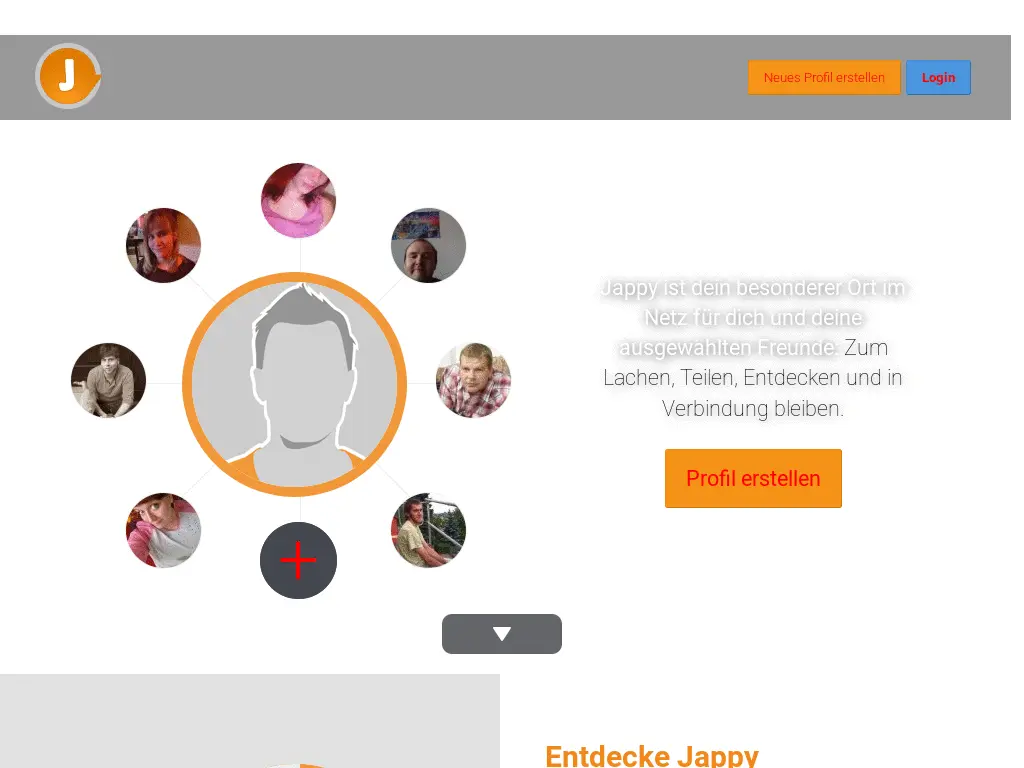 J
Neues Profil erstellen
Login
Jappy ist dein besonderer Ort im
Netz für dich und deine
ausgewählten Freunde: Zum
Lachen, Teilen, Entdecken und in
Verbindung bleiben.
Profil erstellen
Entdecke Jappy